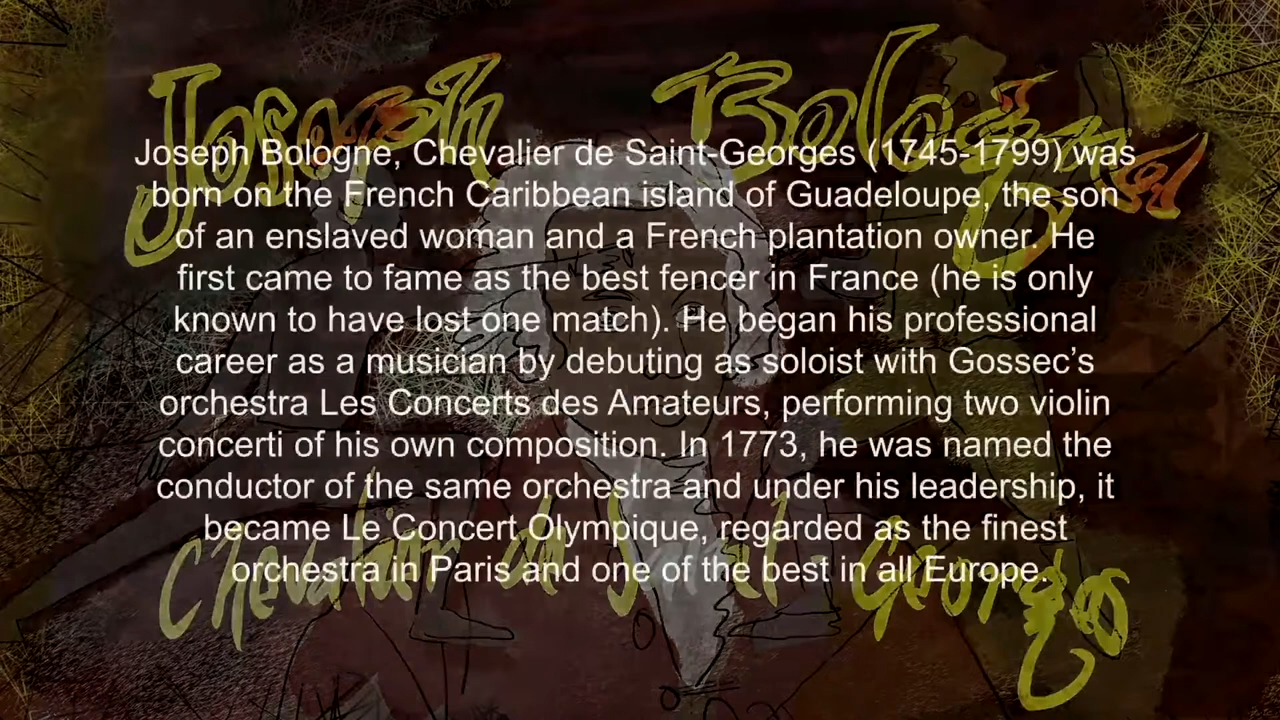 Joseph Bologne
Joseph Bologne, Chevalier de Saint-Georges (1745-1799) was
born on the French Caribbean island of Guadeloupe, the son
of an enslaved woman and a French plantation owner. He
first came to fame as the best fencer in France (he is only
known to have lost one match). He began his professional
career as a musician by debuting as soloist with Gossec’s
orchestra Les Concerts des Amateurs, performing two violin
concerti of his own composition. In 1773, he was named the
conductor of the same orchestra and under his leadership, it
became Le Concert Olympique, regarded as the finest
orchestra in Paris and one of the best in all Europe.